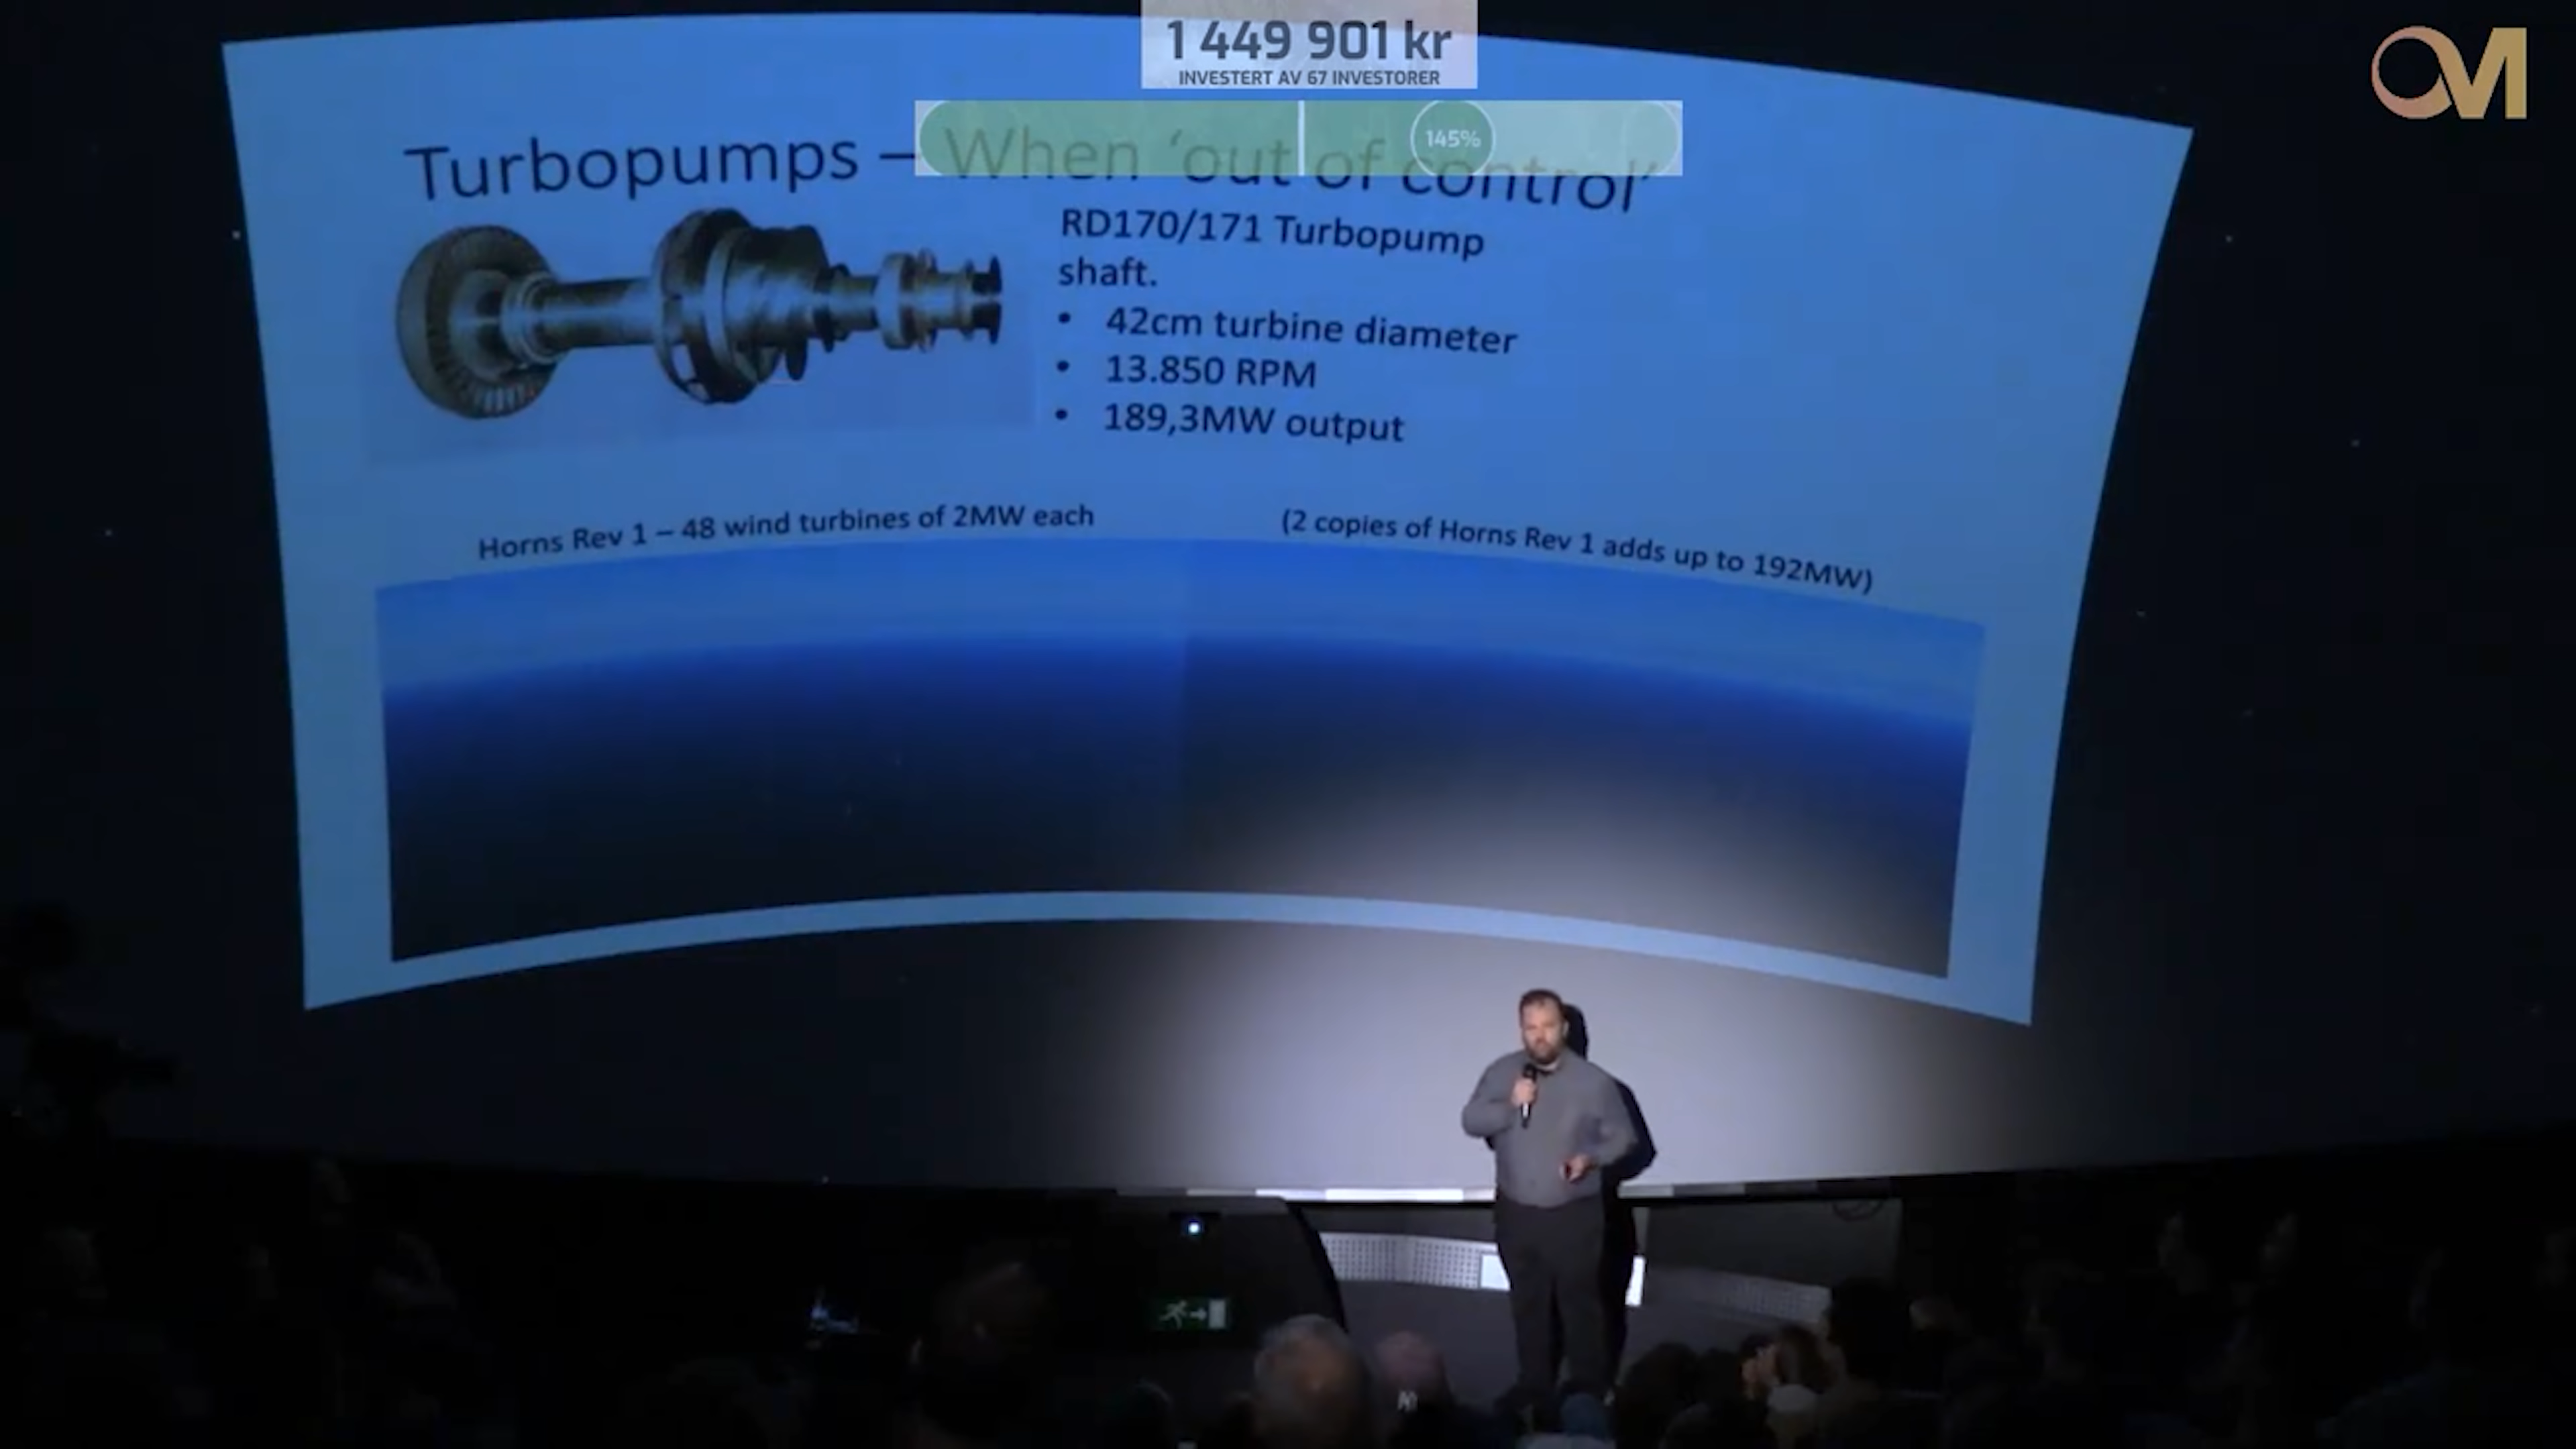 1 449 901 kr
INVESTERT AV 67 INVESTORER
OM
145%
Turbopumps – When ‘out of control’
RD170/171 Turbopump
shaft.
• 42cm turbine diameter
• 13.850 RPM
• 189,3MW output
Horns Rev 1 – 48 wind turbines of 2MW each
(2 copies of Horns Rev 1 adds up to 192MW)